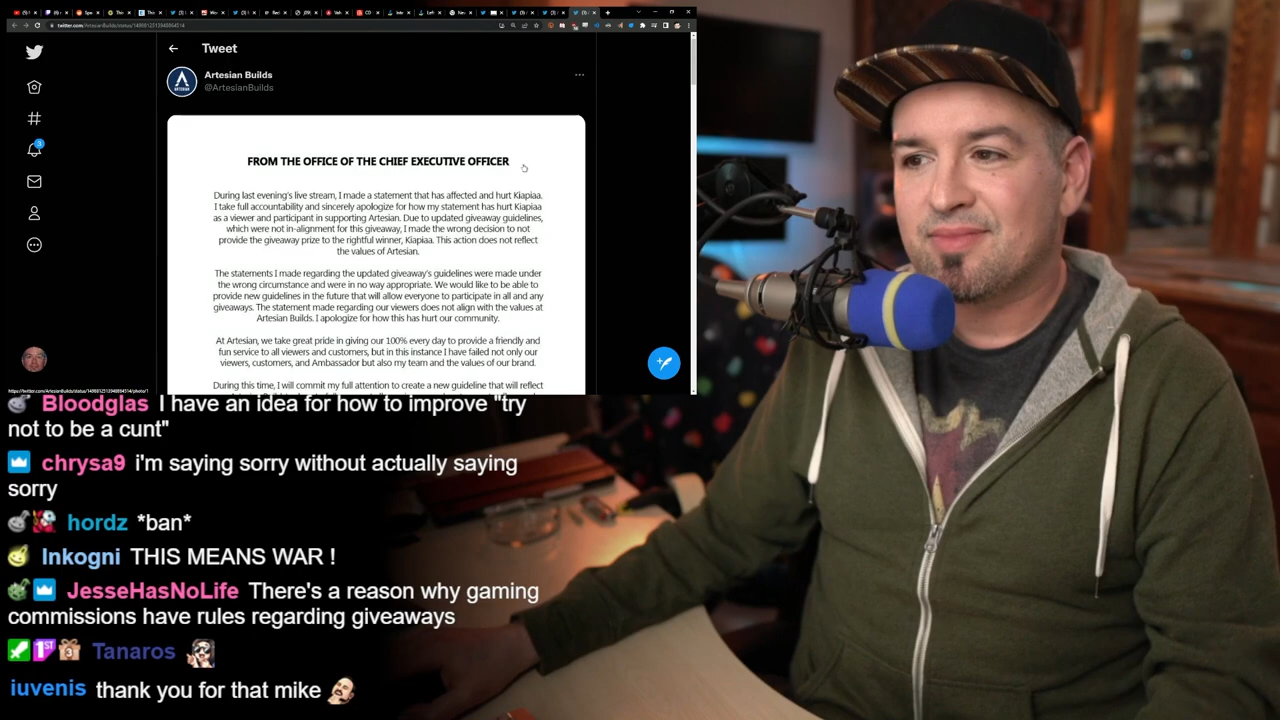 twitter.com/ArtesianBuilds/status/1498812513948694014
Tweet
Artesian Builds
@ArtesianBuilds
ARTESIAN
3
FROM THE OFFICE OF THE CHIEF EXECUTIVE OFFICER
During last evening's live stream, I made a statement that has affected and hurt Kiapiaa.
I take full accountability and sincerely apologize for how my statement has hurt Kiapiaa
as a viewer and participant in supporting Artesian. Due to updated giveaway guidelines,
which were not in-alignment for this giveaway, I made the wrong decision to not
provide the giveaway prize to the rightful winner, Kiapiaa. This action does not reflect
the values of Artesian.
The statements I made regarding the updated giveaway's guidelines were made under
the wrong circumstance and were in no way appropriate. We would like to be able to
provide new guidelines in the future that will allow everyone to participate in all and any
giveaways. The statement made regarding our viewers does not align with the values at
Artesian Builds. I apologize for how this has hurt our community.
At Artesian, we take great pride in giving our 100% every day to provide a friendly and
fun service to all viewers and customers, but in this instance I have failed not only our
viewers, customers, and Ambassador but also my team and the values of our brand.
During this time, I will commit my full attention to create a new guideline that will reflect
Bloodglas I have an idea for how to improve "try
not to be a cunt"
chrysa9 i'm saying sorry without actually saying
sorry
hordz *ban*
Inkogni THIS MEANS WAR !
JesseHasNoLife There's a reason why gaming
commissions have rules regarding giveaways
1ST 3 Tanaros
iuvenis thank you for that mike